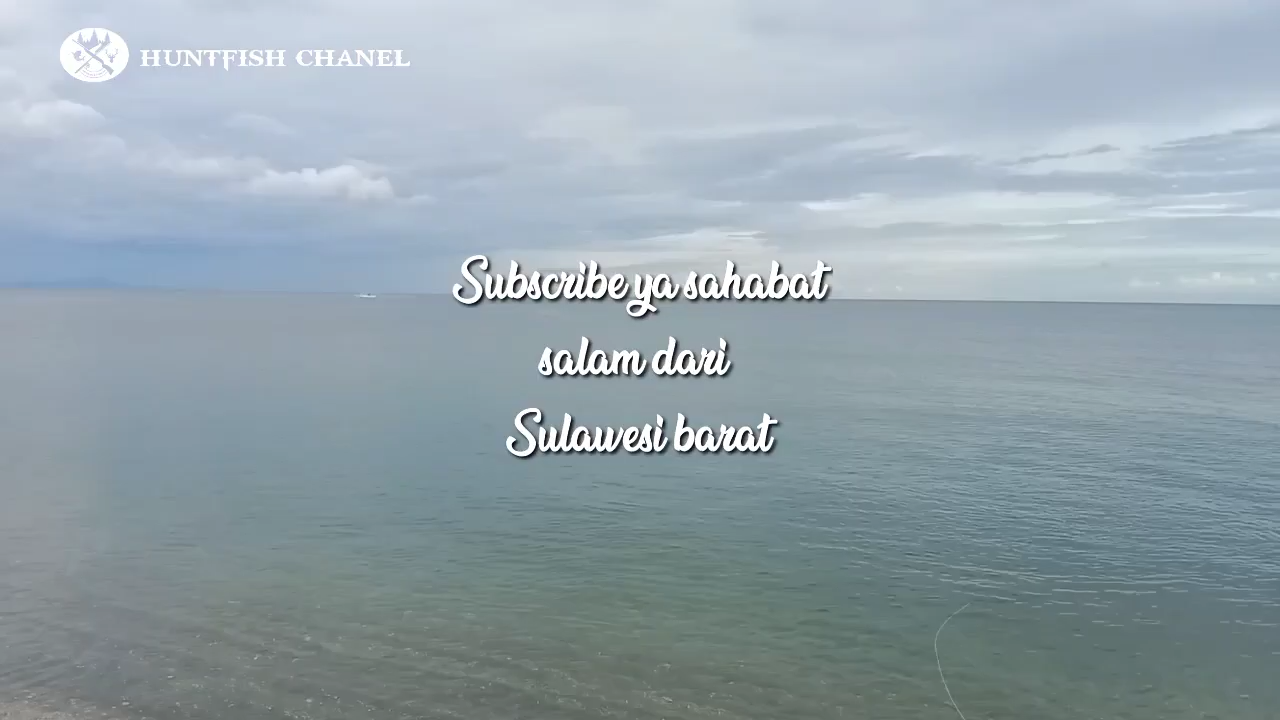 HUNTFISH CHANEL
Subscribe ya sahabat
salam dari
Sulawesi barat